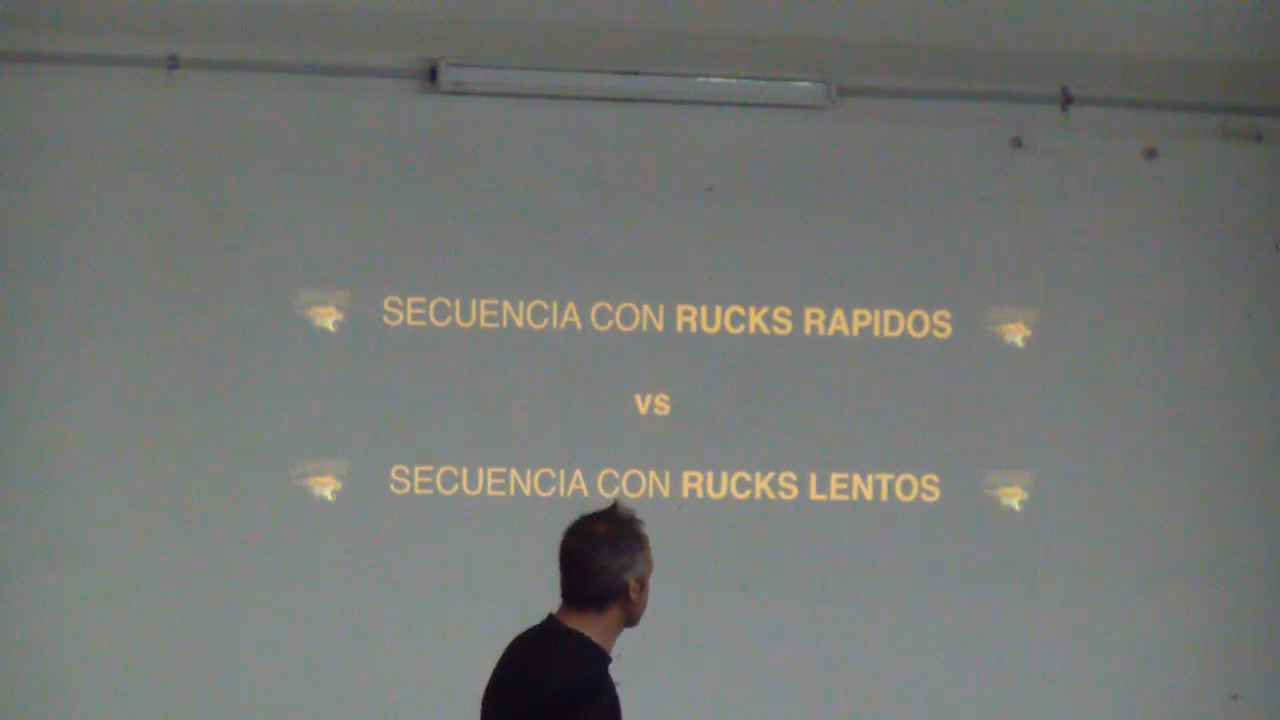 SECUENCIA CON RUCKS RAPIDOS
vs
SECUENCIA CON RUCKS LENTOS